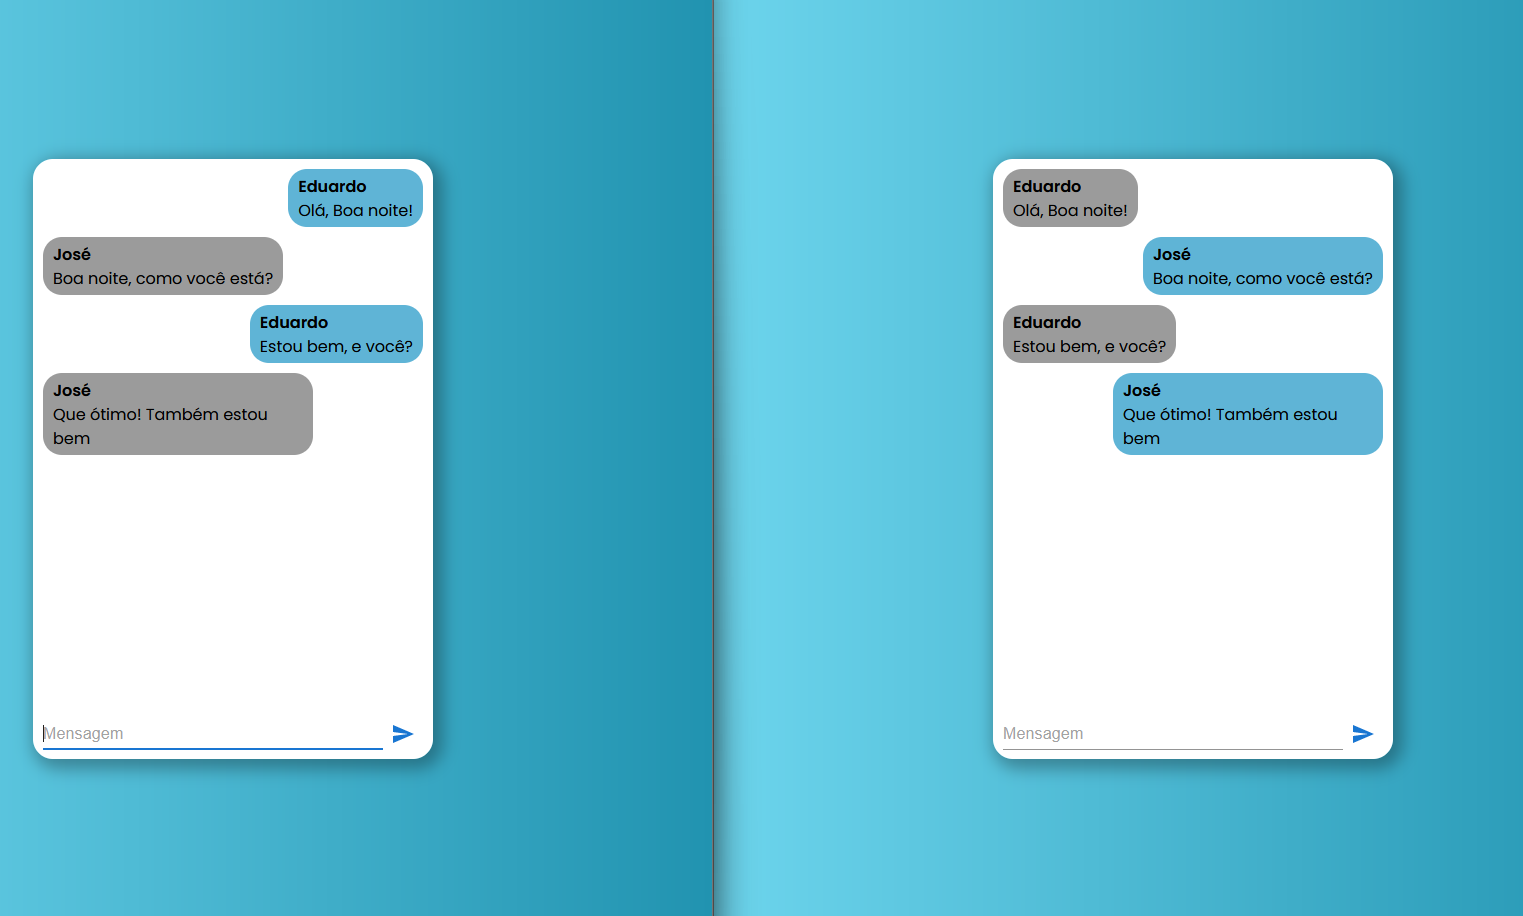 Eduardo
Olá, Boa noite!
José
Boa noite, como você está?
Eduardo
Estou bem, e você?
José
Que ótimo! Também estou
bem
Mensagem
Eduardo
Olá, Boa noite!
José
Boa noite, como você está?
Eduardo
Estou bem, e você?
José
Que ótimo! Também estou
bem
Mensagem